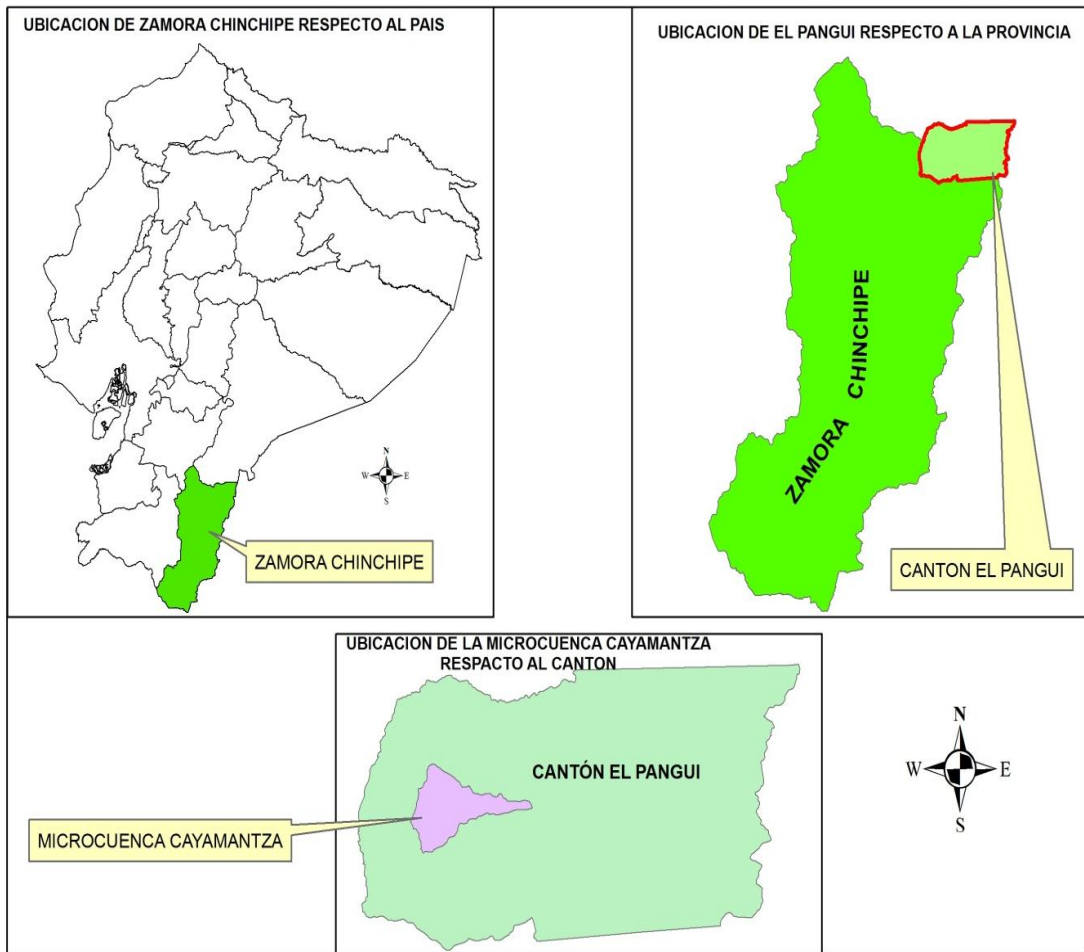 UBICACION DE ZAMORA CHINCHIPE RESPECTO AL PAIS
N
W
E
S
ZAMORA CHINCHIPE
UBICACION DE EL PANGUI RESPECTO A LA PROVINCIA
ZAMORA CHINCHIPE
CANTON EL PANGUI
UBICACION DE LA MICROCUENCA CAYAMANTZA
RESPACTO AL CANTON
CANTÓN EL PANGUI
MICROCUENCA CAYAMANTZA
N
W
E
S